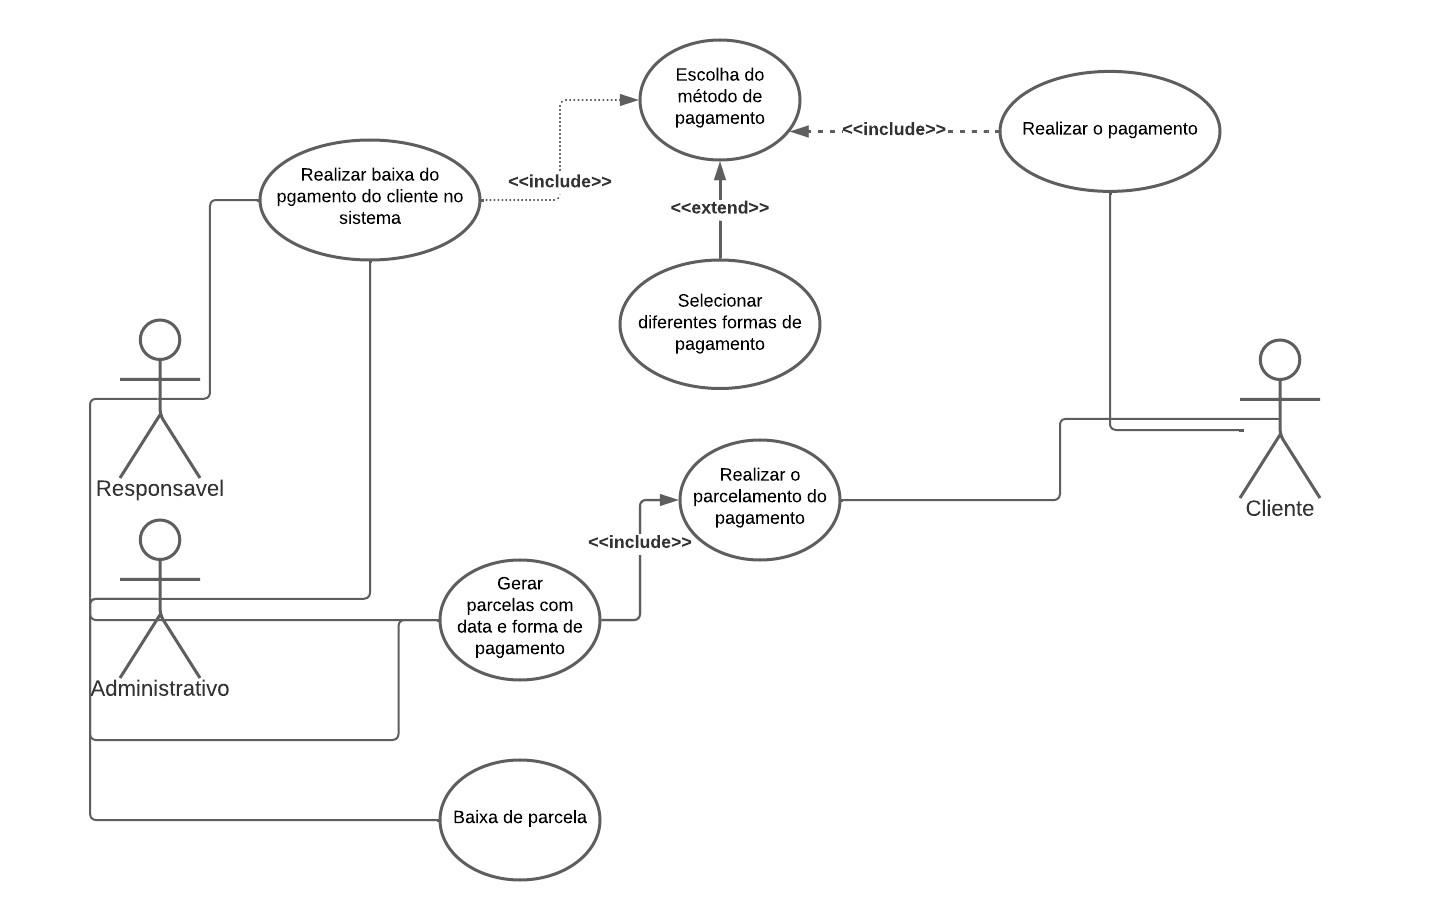 Escolha do
método de
pagamento
Realizar o pagamento
<<include>>
Realizar baixa do
pgamento do cliente no
sistema
<<include>>
<<extend>>
Selecionar
diferentes formas de
pagamento
Responsavel
Cliente
Realizar o
parcelamento do
pagamento
<<include>>
Gerar
parcelas com
data e forma de
pagamento
Administrativo
Baixa de parcela